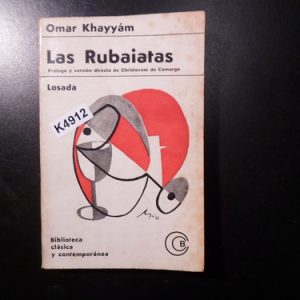 Omar Khayyám
Las Rubaiatas
Prólogo y versión directa de Christovam de Camargo
Losada
K4912
Biblioteca
clásica
y contemporánea
B